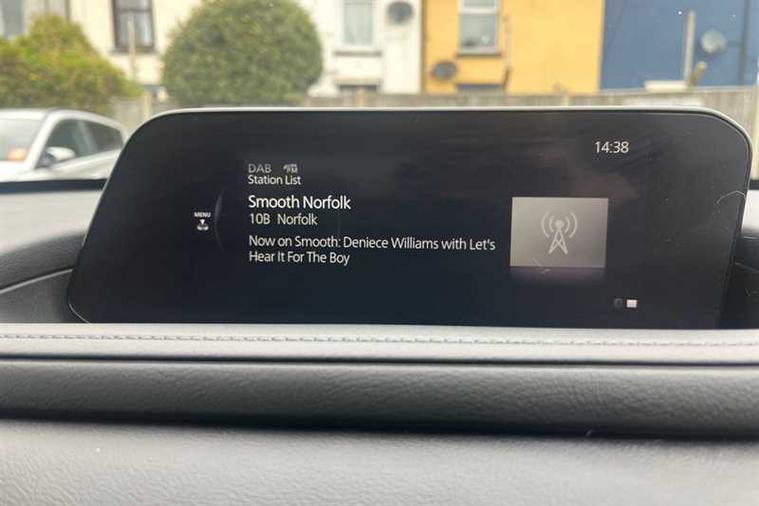 14:38
DAB FM
Station List
Smooth Norfolk
10B Norfolk
MENU
Now on Smooth: Deniece Williams with Let's
Hear It For The Boy